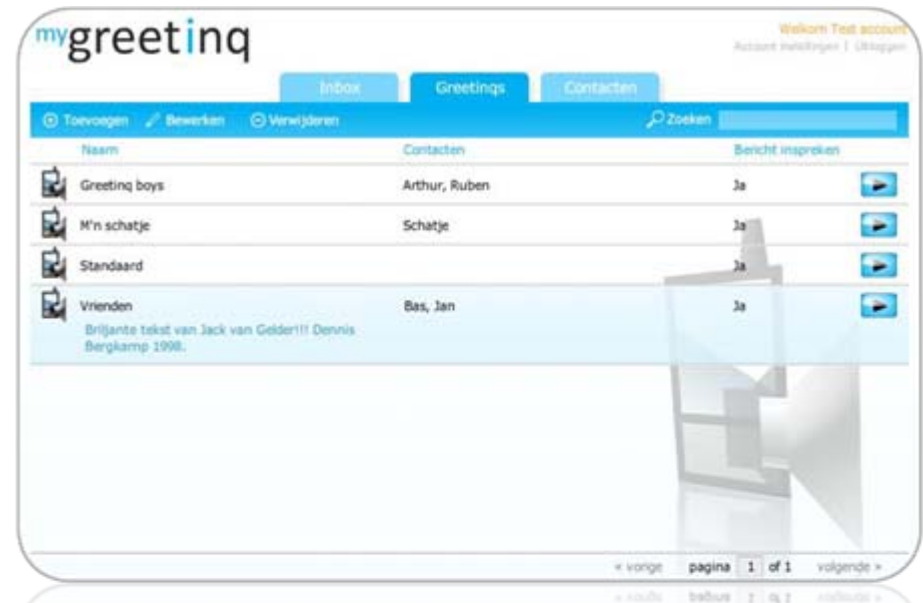 mygreetinq
Welkom Test account
Account instellingen | Uitloggen
Inbox
Greetinqs
Contacten
Toevoegen
Bewerken
Verwijderen
Zoeken
Naam
Contacten
Bericht inspreken
Greetinq boys
Arthur, Ruben
Ja
M'n schatje
Schatje
Ja
Standaard
Ja
Vrienden
Bas, Jan
Ja
Briljante tekst van Jack van Gelder!!! Dennis
Bergkamp 1998.
« vorige
pagina 1 of 1
volgende »